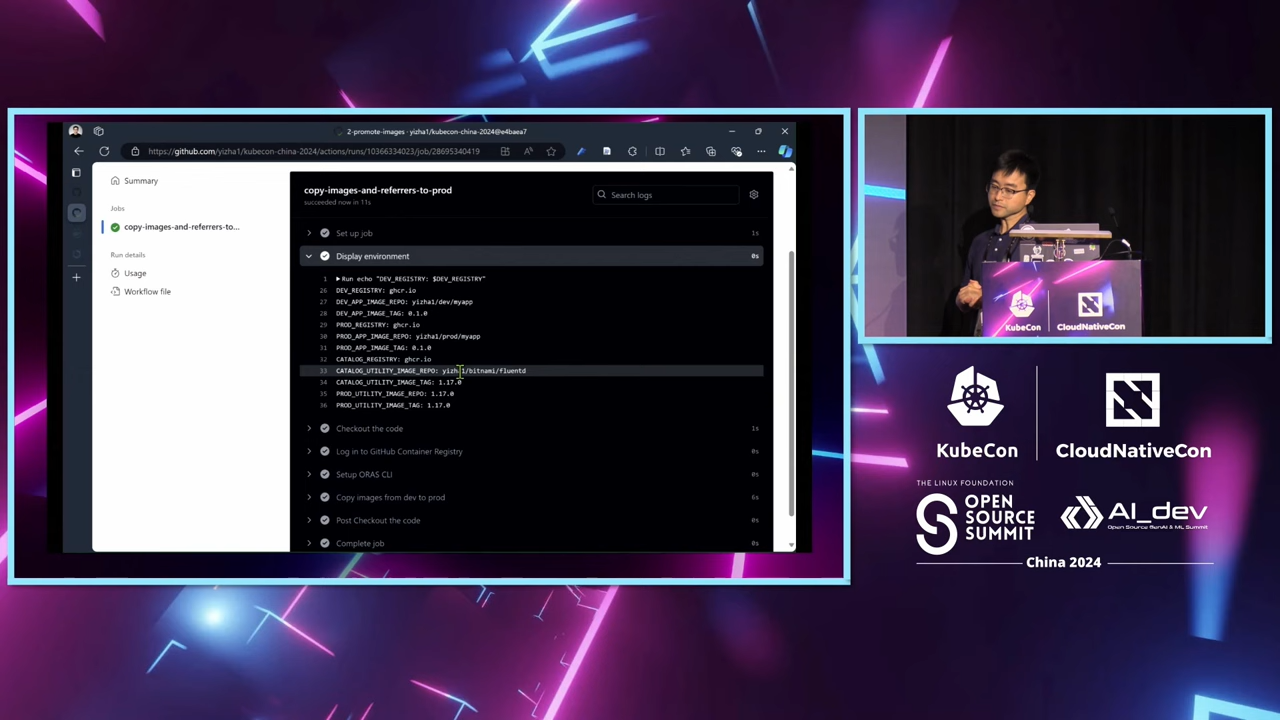 2-promote-images - yizha1/kubecon-china-2024@e4baea7
https://github.com/yizha1/kubecon-china-2024/actions/runs/10366334023/job/28695340419
Summary
Jobs
copy-images-and-referrers-to...
Run details
Usage
Workflow file
copy-images-and-referrers-to-prod
succeeded now in 11s
Search logs
Set up job 1s
Display environment 0s
1 Run echo "DEV_REGISTRY: $DEV_REGISTRY"
26 DEV_REGISTRY: ghcr.io
27 DEV_APP_IMAGE_REPO: yizha1/dev/myapp
28 DEV_APP_IMAGE_TAG: 0.1.0
29 PROD_REGISTRY: ghcr.io
30 PROD_APP_IMAGE_REPO: yizha1/prod/myapp
31 PROD_APP_IMAGE_TAG: 0.1.0
32 CATALOG_REGISTRY: ghcr.io
33 CATALOG_UTILITY_IMAGE_REPO: yizha1/bitnami/fluentd
34 CATALOG_UTILITY_IMAGE_TAG: 1.17.0
35 PROD_UTILITY_IMAGE_REPO: 1.17.0
36 PROD_UTILITY_IMAGE_TAG: 1.17.0
Checkout the code 1s
Log in to GitHub Container Registry 0s
Setup ORAS CLI 0s
Copy images from dev to prod 6s
Post Checkout the code 0s
Complete job 0s
KubeCon
CloudNativeCon
KubeCon
CloudNativeCon
THE LINUX FOUNDATION
OPEN
SOURCE
SUMMIT
AI_dev
Open Source GenAI & ML Summit
China 2024